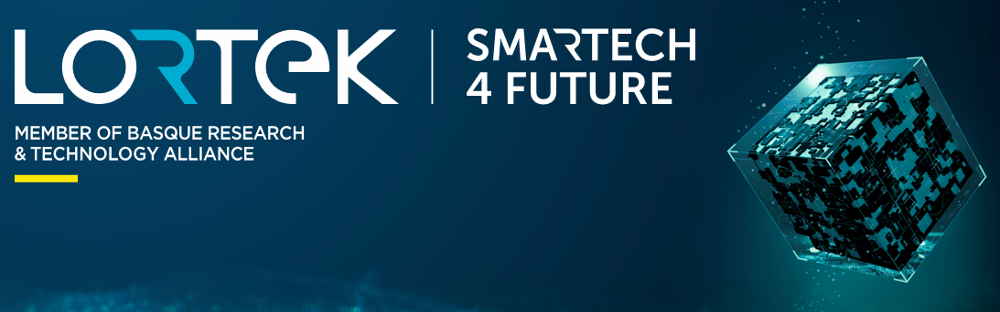 LORTEK
SMARTECH
4 FUTURE
MEMBER OF BASQUE RESEARCH
& TECHNOLOGY ALLIANCE